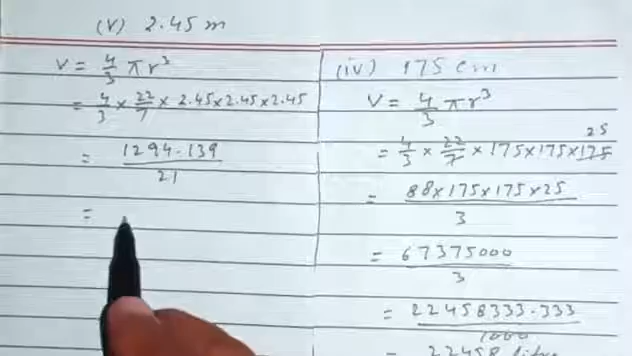 (v) 2.45 m
V = 4/3 πr³
= 4/3 × 22/7 × 2.45×2.45×2.45
= 1294.139/21
=
(iv) 175 cm
V = 4/3 πr³
25
= 4/3 × 22/7 × 175×175×175
= 88×175×175×25/3
= 67375000/3
= 22458333.333/1000
= 22458 litre